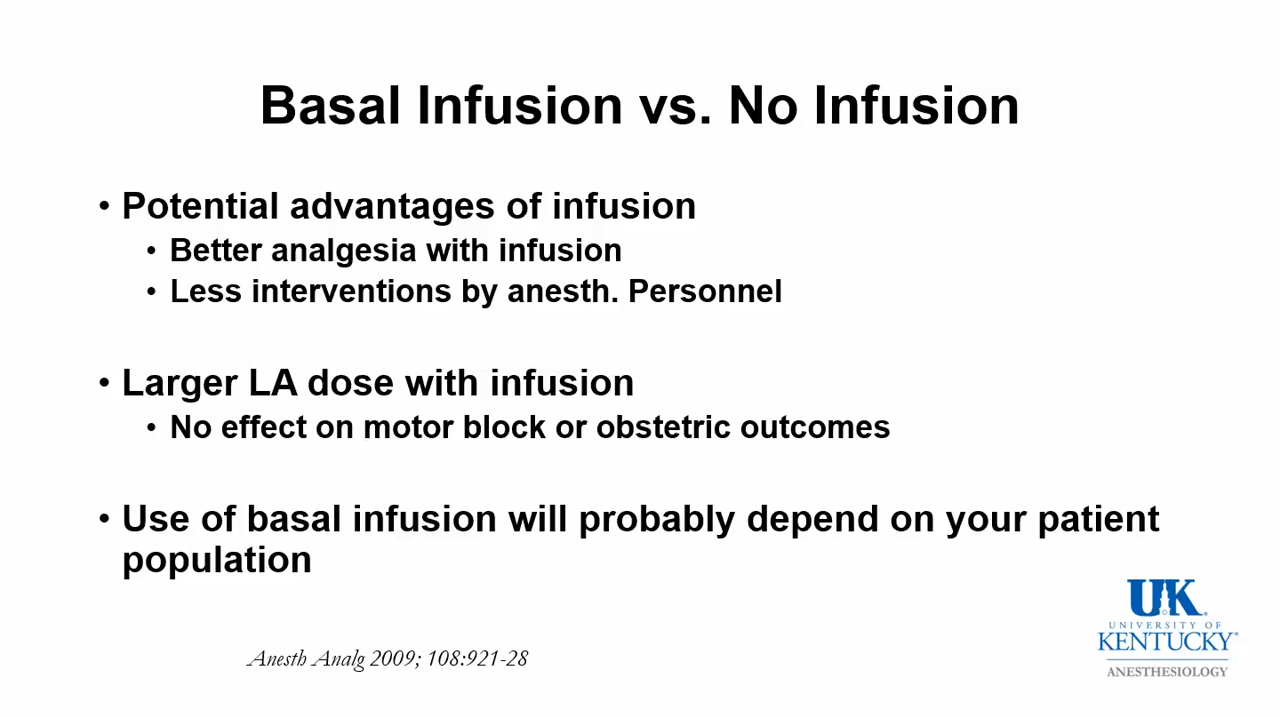 Basal Infusion vs. No Infusion
• Potential advantages of infusion
• Better analgesia with infusion
• Less interventions by anesth. Personnel
• Larger LA dose with infusion
• No effect on motor block or obstetric outcomes
• Use of basal infusion will probably depend on your patient
population
Anesth Analg 2009; 108:921-28
UK
UNIVERSITY OF
KENTUCKY®
ANESTHESIOLOGY